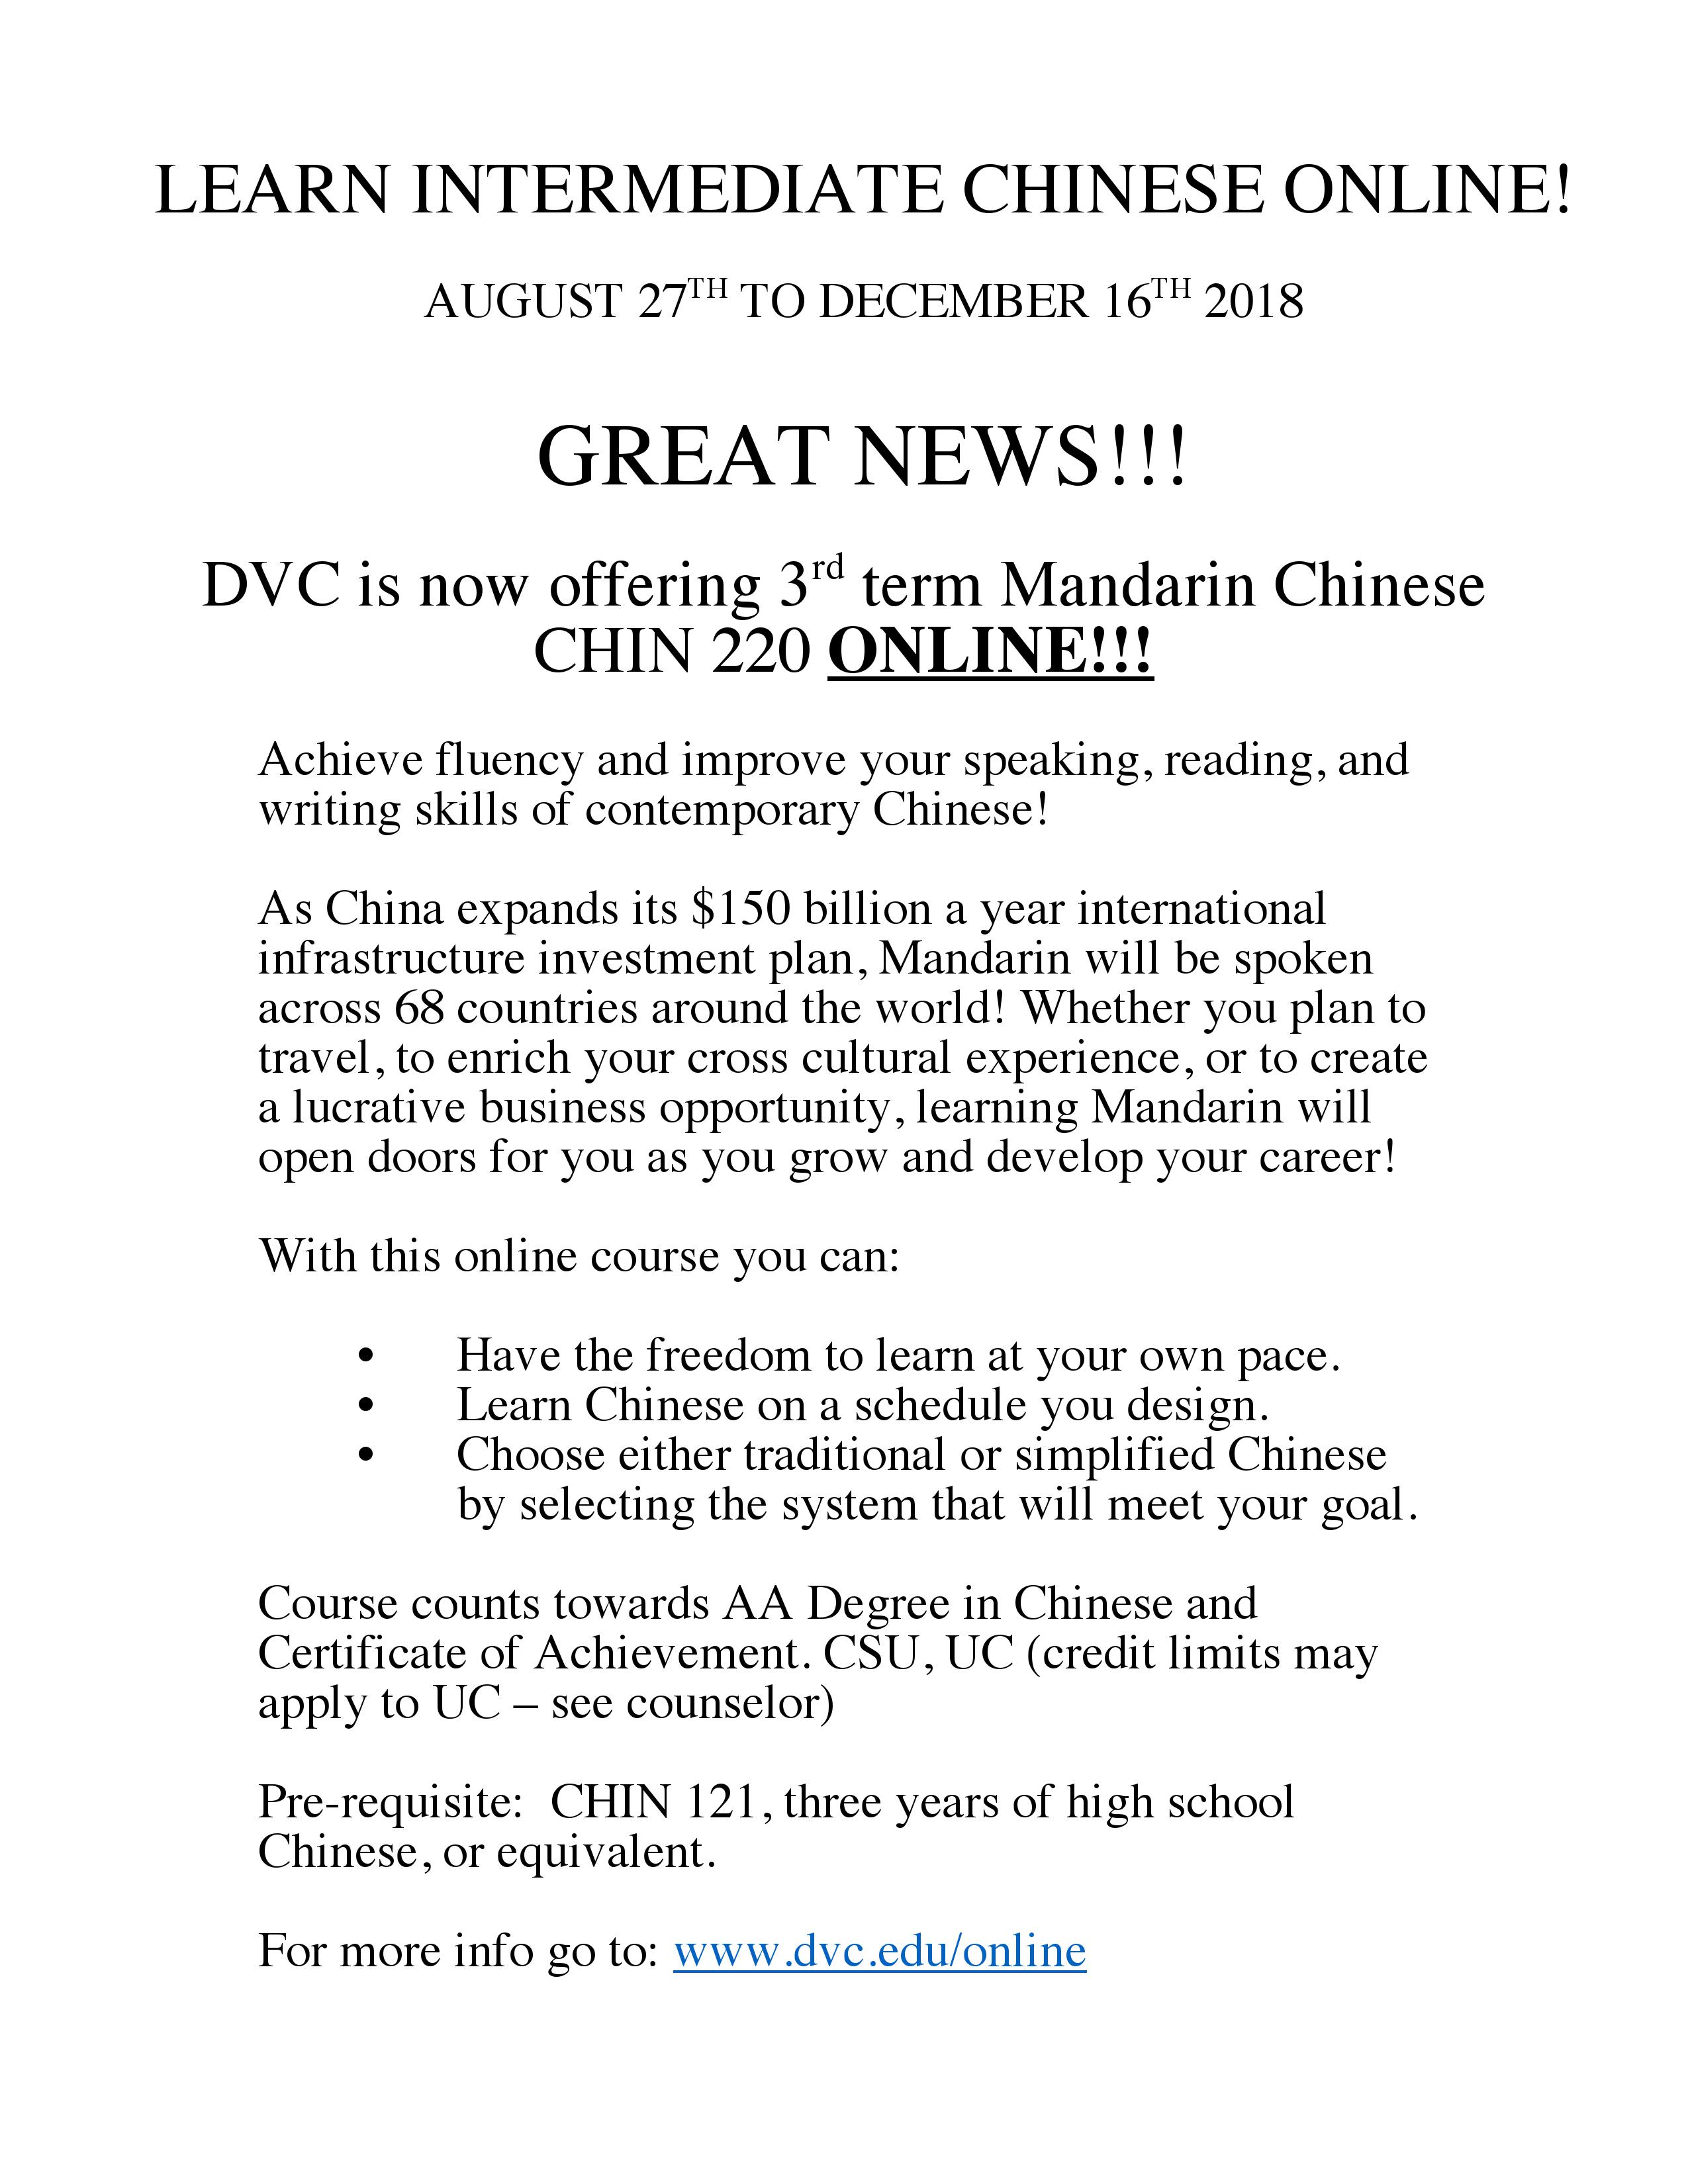 LEARN INTERMEDIATE CHINESE ONLINE!
AUGUST 27TH TO DECEMBER 16TH 2018
GREAT NEWS!!!
DVC is now offering 3rd term Mandarin Chinese
CHIN 220 ONLINE!!!
Achieve fluency and improve your speaking, reading, and
writing skills of contemporary Chinese!
As China expands its $150 billion a year international
infrastructure investment plan, Mandarin will be spoken
across 68 countries around the world! Whether you plan to
travel, to enrich your cross cultural experience, or to create
a lucrative business opportunity, learning Mandarin will
open doors for you as you grow and develop your career!
With this online course you can:
• Have the freedom to learn at your own pace.
• Learn Chinese on a schedule you design.
• Choose either traditional or simplified Chinese
by selecting the system that will meet your goal.
Course counts towards AA Degree in Chinese and
Certificate of Achievement. CSU, UC (credit limits may
apply to UC – see counselor)
Pre-requisite:  CHIN 121, three years of high school
Chinese, or equivalent.
For more info go to: www.dvc.edu/online